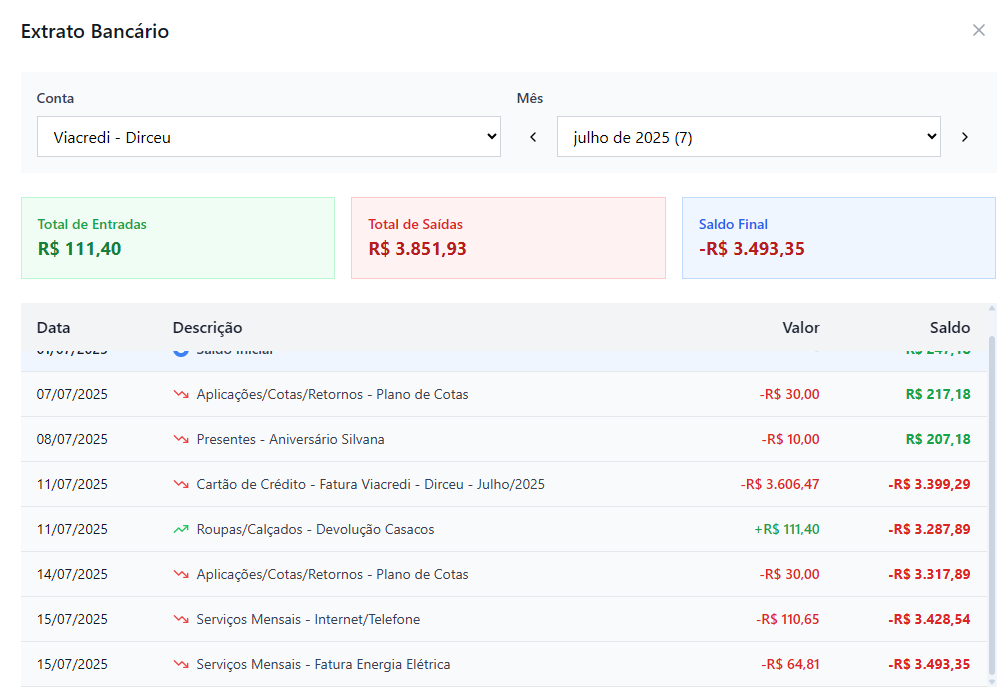 Extrato Bancário
Conta Mês
Viacredi - Dirceu julho de 2025 (7)
Total de Entradas Total de Saídas Saldo Final
R$ 111,40 R$ 3.851,93 -R$ 3.493,35
Data Descrição Valor Saldo
01/07/2025 Saldo Inicial - R$ 247,18
07/07/2025 Aplicações/Cotas/Retornos - Plano de Cotas -R$ 30,00 R$ 217,18
08/07/2025 Presentes - Aniversário Silvana -R$ 10,00 R$ 207,18
11/07/2025 Cartão de Crédito - Fatura Viacredi - Dirceu - Julho/2025 -R$ 3.606,47 -R$ 3.399,29
11/07/2025 Roupas/Calçados - Devolução Casacos +R$ 111,40 -R$ 3.287,89
14/07/2025 Aplicações/Cotas/Retornos - Plano de Cotas -R$ 30,00 -R$ 3.317,89
15/07/2025 Serviços Mensais - Internet/Telefone -R$ 110,65 -R$ 3.428,54
15/07/2025 Serviços Mensais - Fatura Energia Elétrica -R$ 64,81 -R$ 3.493,35